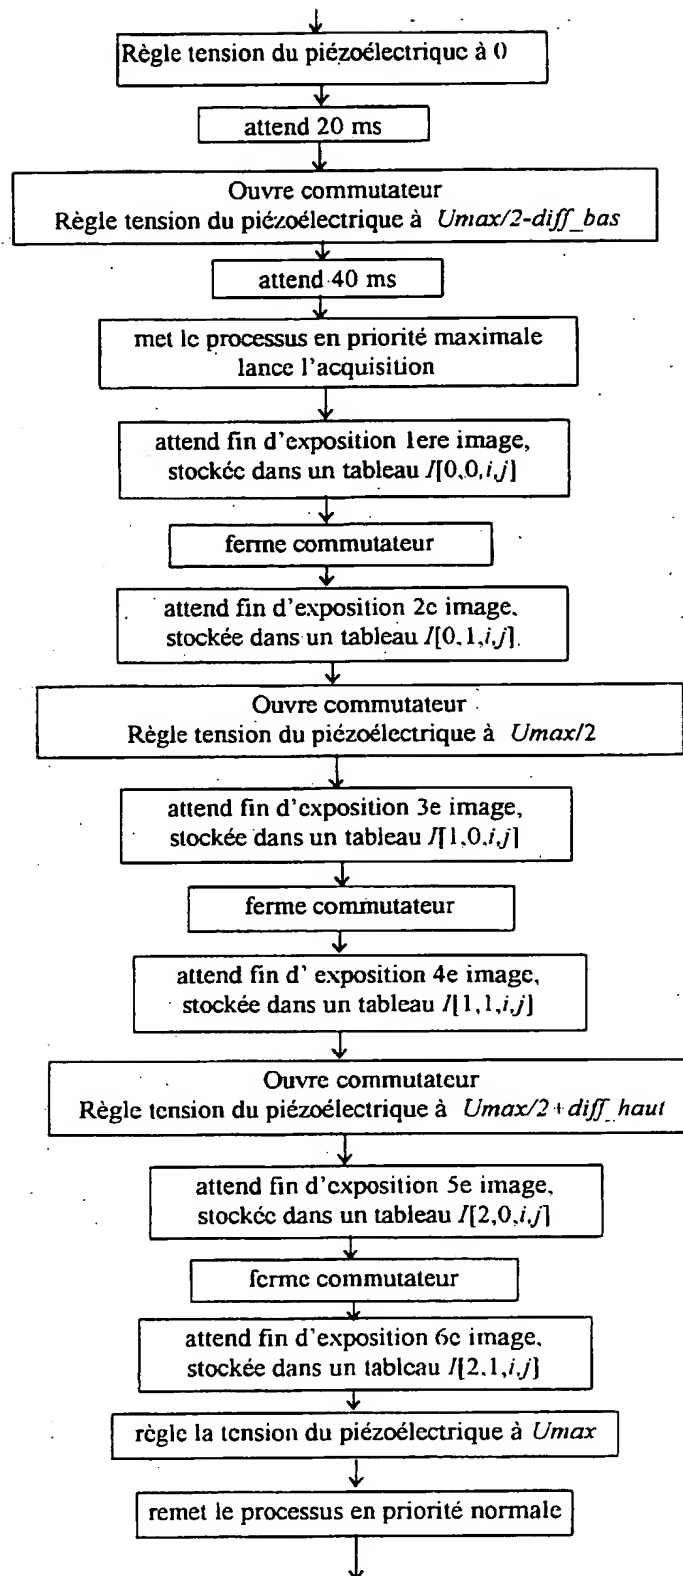 Règle tension du piézoélectrique à 0
attend 20 ms
Ouvre commutateur
Règle tension du piézoélectrique à Umax/2-diff_bas
attend 40 ms
met le processus en priorité maximale
lance l'acquisition
attend fin d'exposition 1ere image,
stockée dans un tableau I[0,0,i,j]
ferme commutateur
attend fin d'exposition 2e image,
stockée dans un tableau I[0,1,i,j]
Ouvre commutateur
Règle tension du piézoélectrique à Umax/2
attend fin d'exposition 3e image,
stockée dans un tableau I[1,0,i,j]
ferme commutateur
attend fin d' exposition 4e image,
stockée dans un tableau I[1,1,i,j]
Ouvre commutateur
Règle tension du piézoélectrique à Umax/2+diff_haut
attend fin d'exposition 5e image,
stockée dans un tableau I[2,0,i,j]
ferme commutateur
attend fin d'exposition 6e image,
stockée dans un tableau I[2,1,i,j]
règle la tension du piézoélectrique à Umax
remet le processus en priorité normale